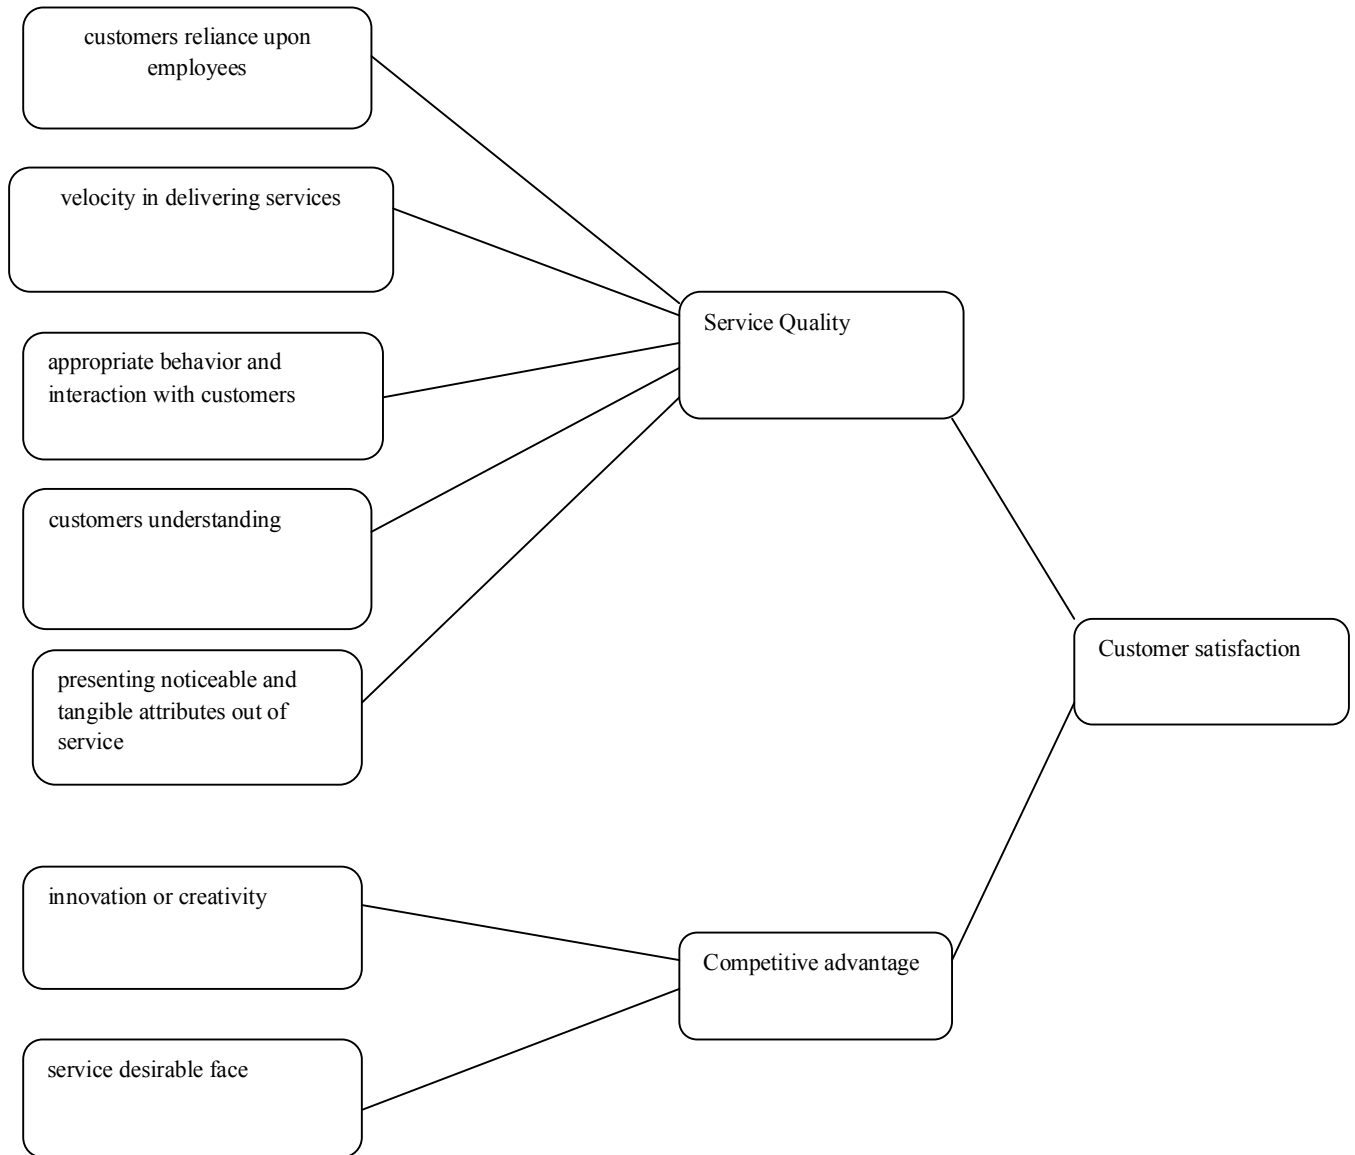 customers reliance upon
employees
velocity in delivering services
appropriate behavior and
interaction with customers
customers understanding
presenting noticeable and
tangible attributes out of
service
innovation or creativity
service desirable face
Service Quality
Competitive advantage
Customer satisfaction